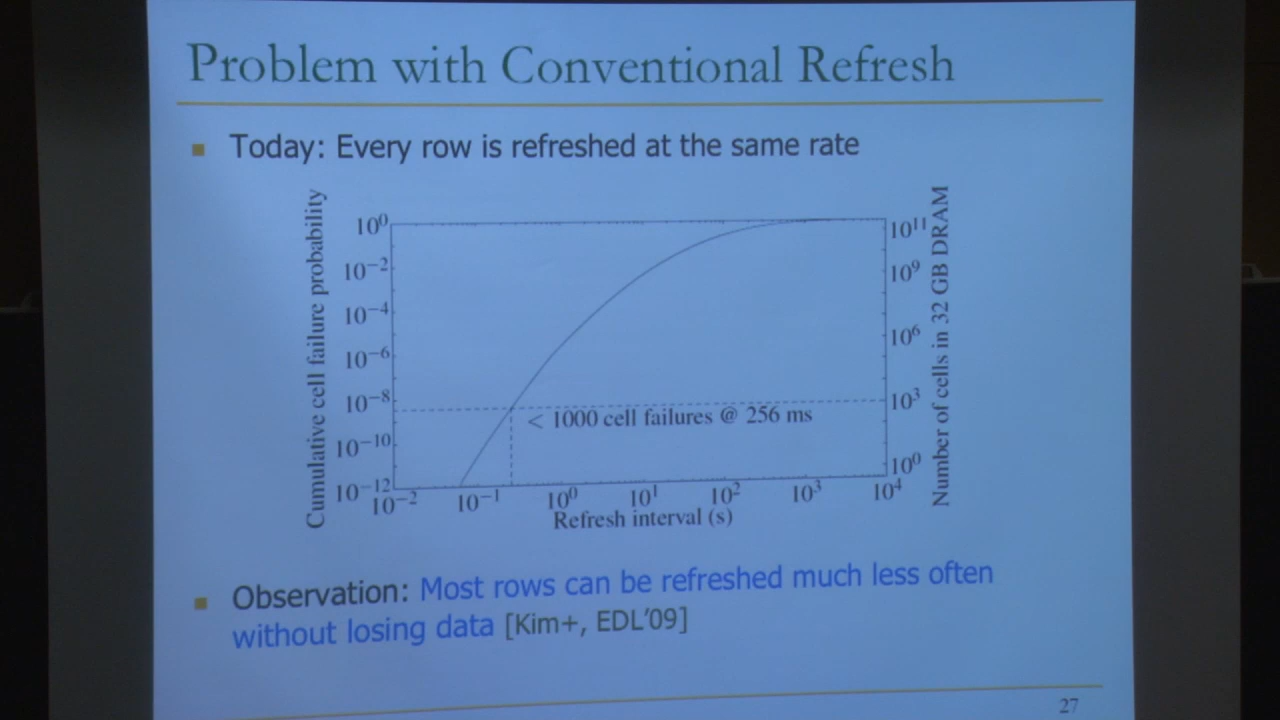 Problem with Conventional Refresh
Today: Every row is refreshed at the same rate
Cumulative cell failure probability
10⁰
10⁻²
10⁻⁴
10⁻⁶
10⁻⁸
10⁻¹⁰
10⁻¹²
10¹¹
10⁹
10⁶
10³
10⁰
Number of cells in 32 GB DRAM
< 1000 cell failures @ 256 ms
10⁻² 10⁻¹ 10⁰ 10¹ 10² 10³ 10⁴
Refresh interval (s)
Observation: Most rows can be refreshed much less often
without losing data [Kim+, EDL’09]
27